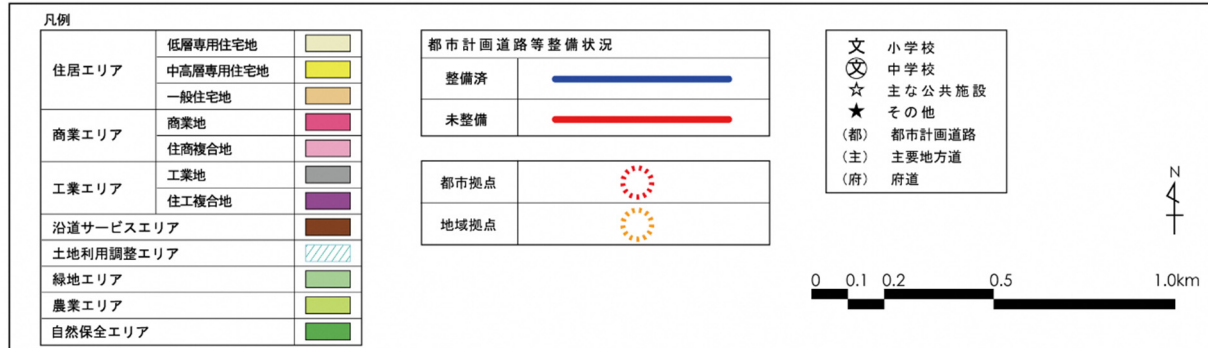 凡例
住居エリア
低層専用住宅地
中高層専用住宅地
一般住宅地
商業エリア
商業地
住商複合地
工業エリア
工業地
住工複合地
沿道サービスエリア
土地利用調整エリア
緑地エリア
農業エリア
自然保全エリア
都市計画道路等整備状況
整備済
未整備
都市拠点
地域拠点
文 小学校
文 中学校
☆ 主な公共施設
★ その他
(都) 都市計画道路
(主) 主要地方道
(府) 府道
N
0 0.1 0.2 0.5 1.0km